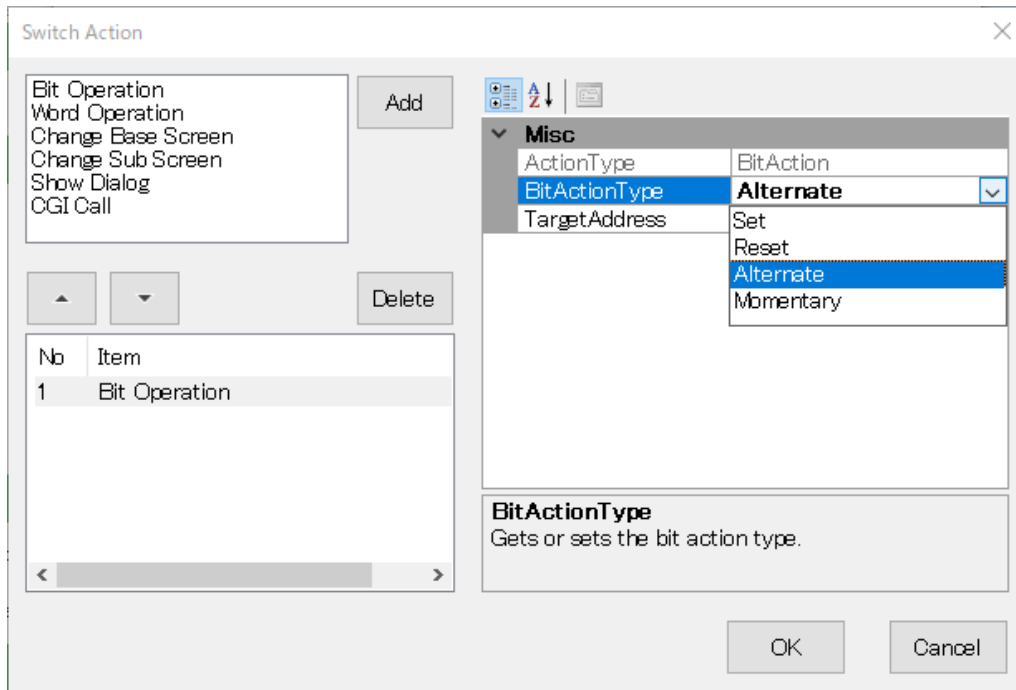 Switch Action
Bit Operation
Word Operation
Change Base Screen
Change Sub Screen
Show Dialog
CGI Call
Add
Delete
No Item
1 Bit Operation
Misc
ActionType BitAction
BitActionType Alternate
TargetAddress
Set
Reset
Alternate
Momentary
BitActionType
Gets or sets the bit action type.
OK Cancel